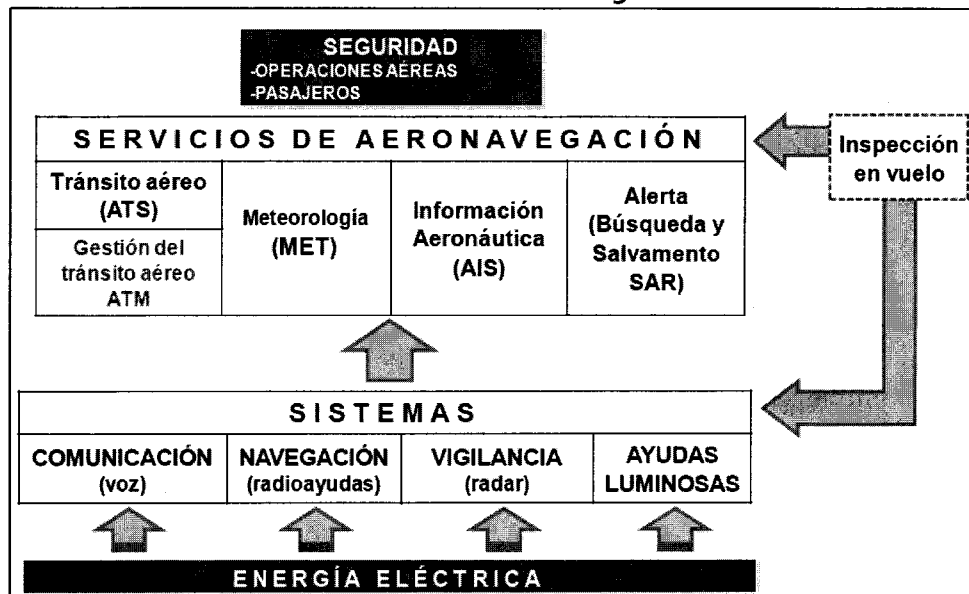 SEGURIDAD
-OPERACIONES AÉREAS
-PASAJEROS
SERVICIOS DE AERONAVEGACIÓN
Tránsito aéreo
(ATS)
Gestión del
tránsito aéreo
ATM
Meteorología
(MET)
Información
Aeronáutica
(AIS)
Alerta
(Búsqueda y
Salvamento
SAR)
Inspección
en vuelo
SISTEMAS
COMUNICACIÓN
(voz)
NAVEGACIÓN
(radioayudas)
VIGILANCIA
(radar)
AYUDAS
LUMINOSAS
ENERGÍA ELÉCTRICA